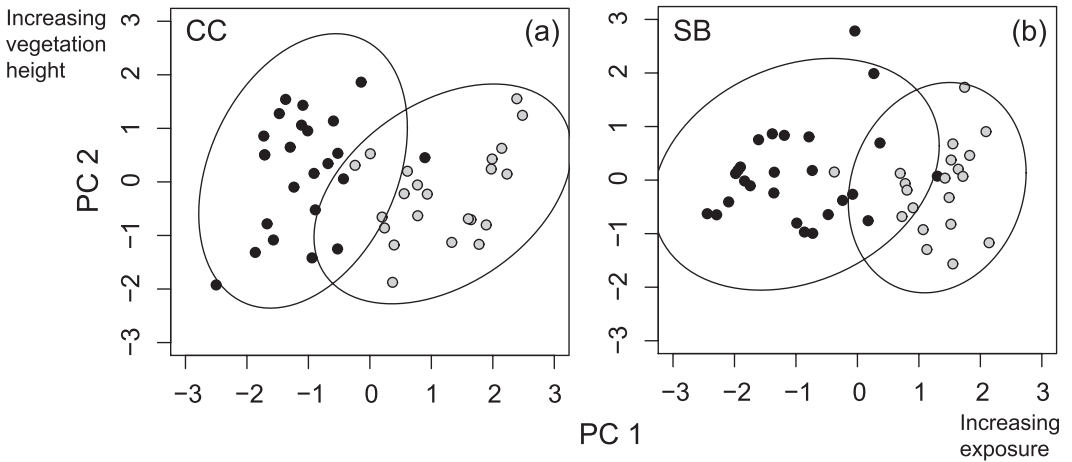 Increasing
vegetation
height
CC (a)
3
2
1
0
−1
−2
−3
PC 2
−3 −2 −1 0 1 2 3
SB (b)
3
2
1
0
−1
−2
−3
−3 −2 −1 0 1 2 3
PC 1
Increasing
exposure